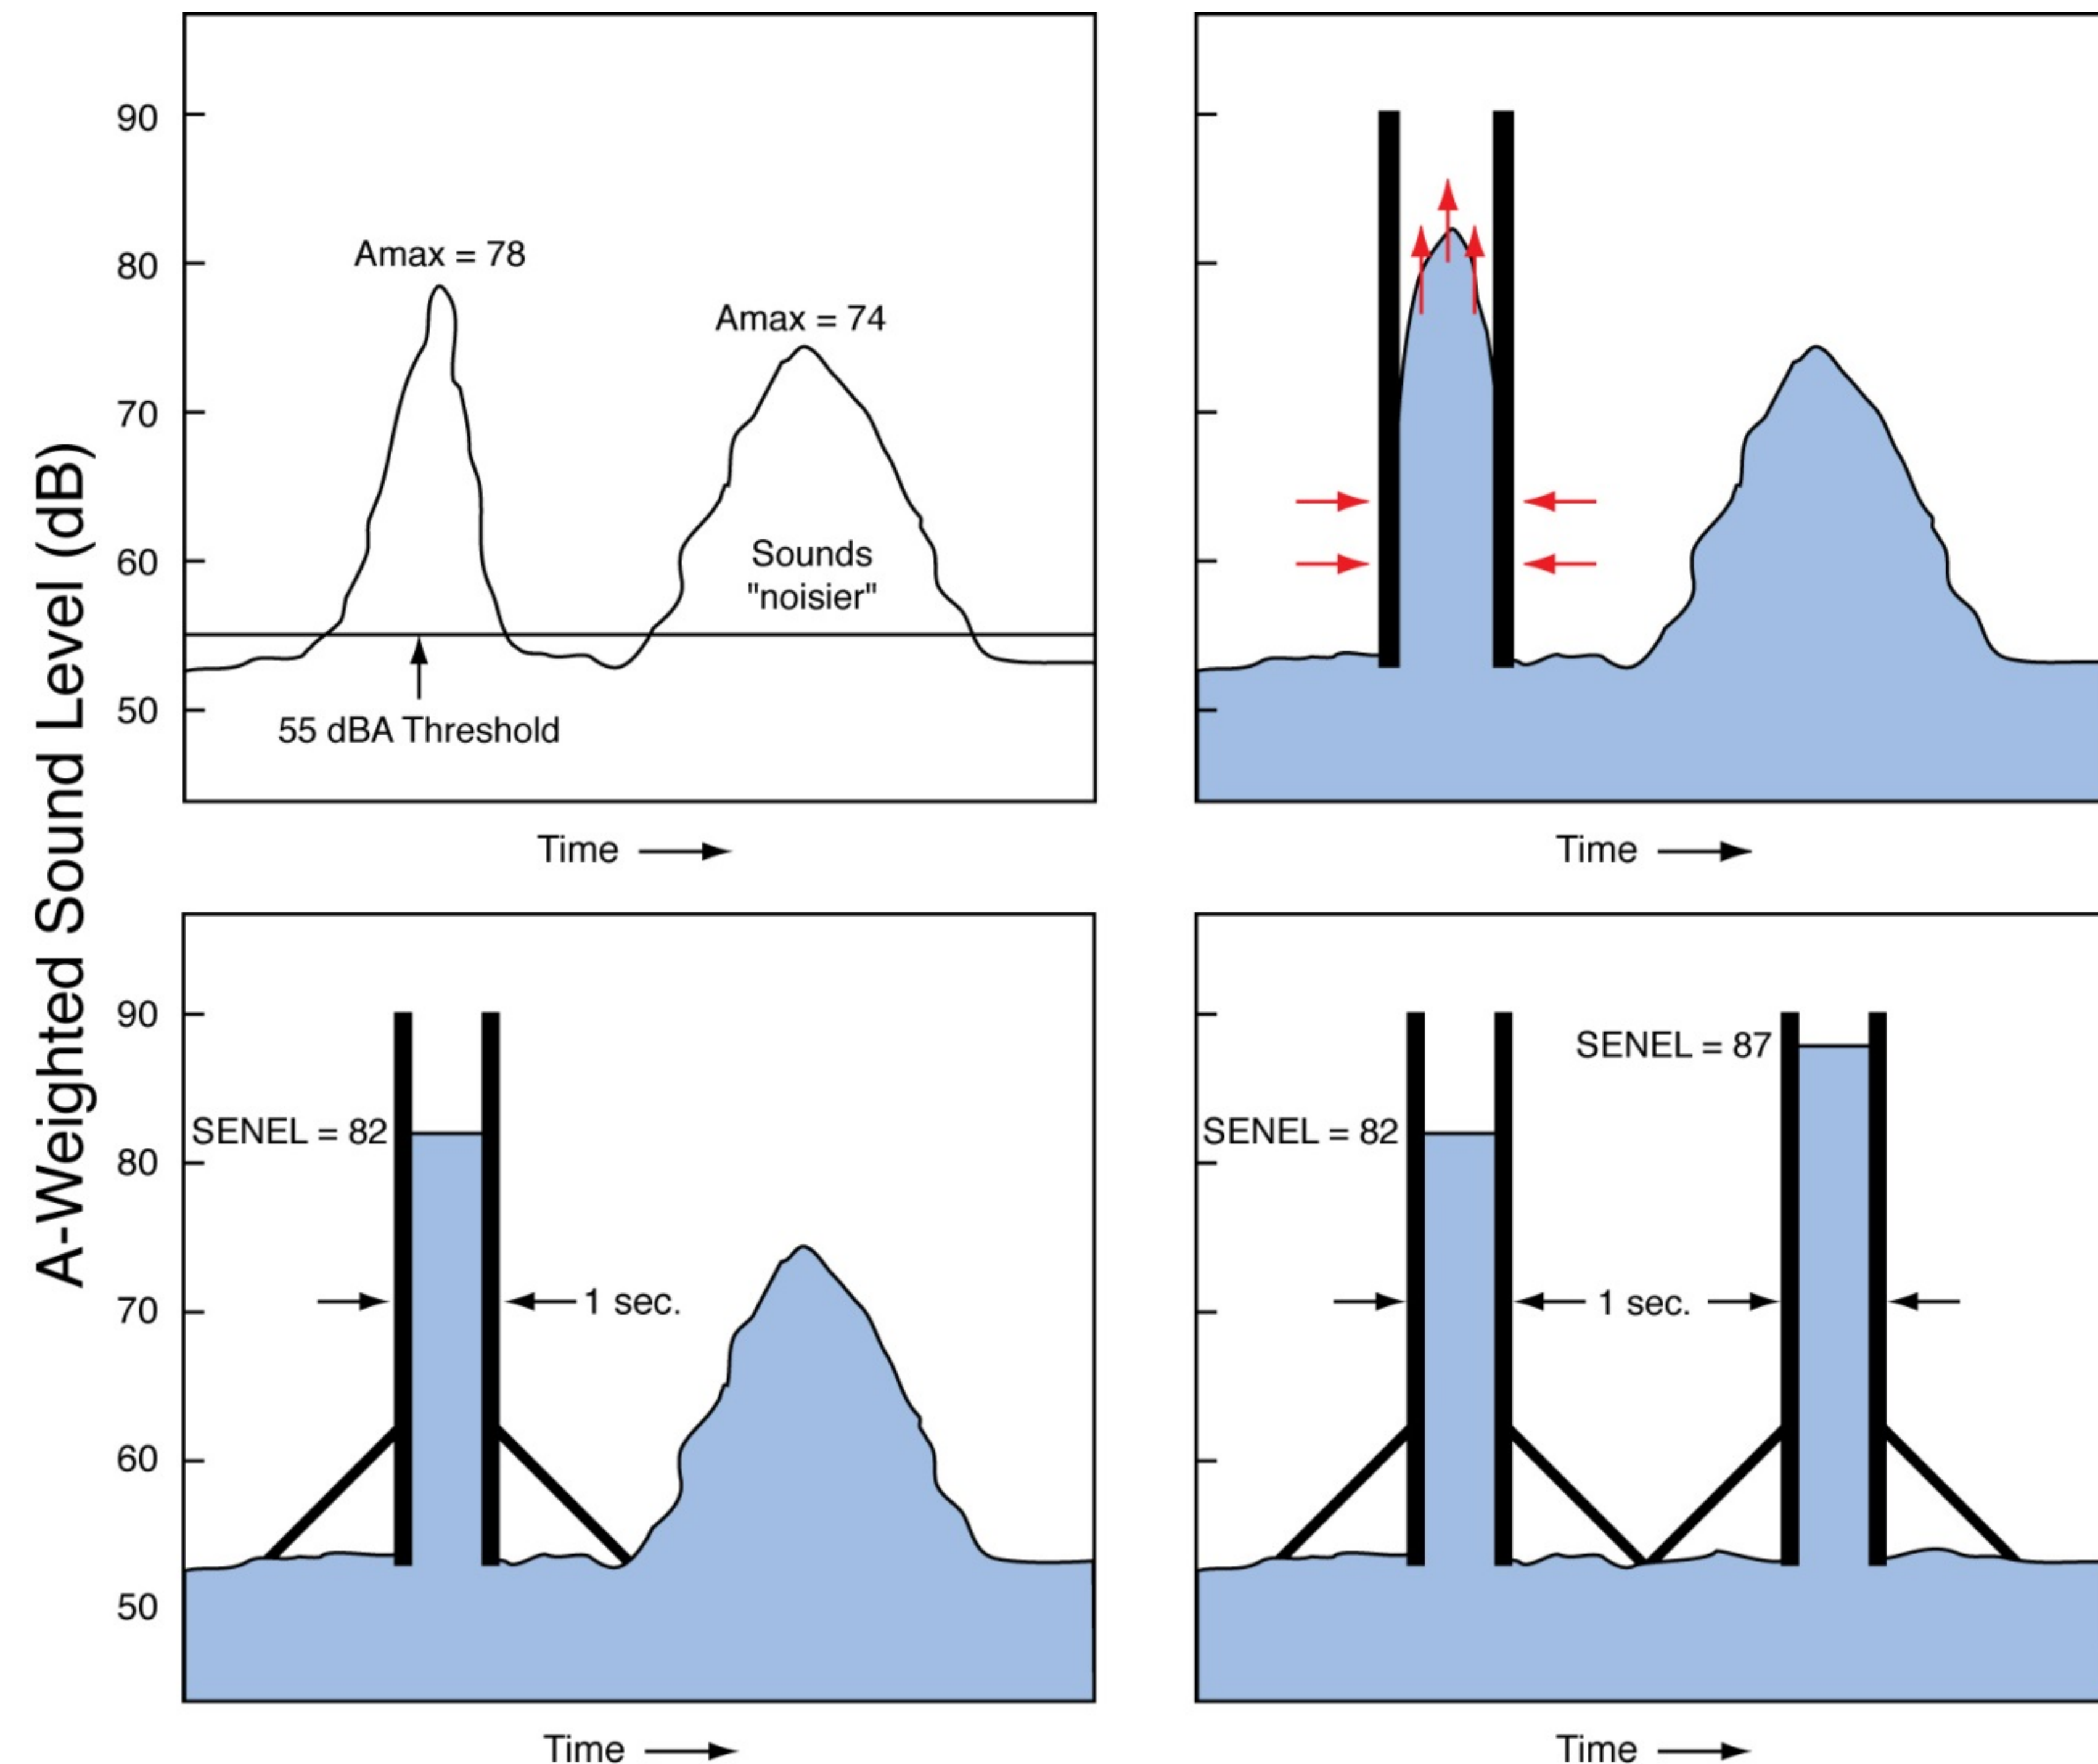 A-Weighted Sound Level (dB)
90
80
70
60
50
Amax = 78
Amax = 74
Sounds
"noisier"
55 dBA Threshold
Time
Time
90
80
70
60
50
SENEL = 82
1 sec.
Time
SENEL = 87
SENEL = 82
1 sec.
Time